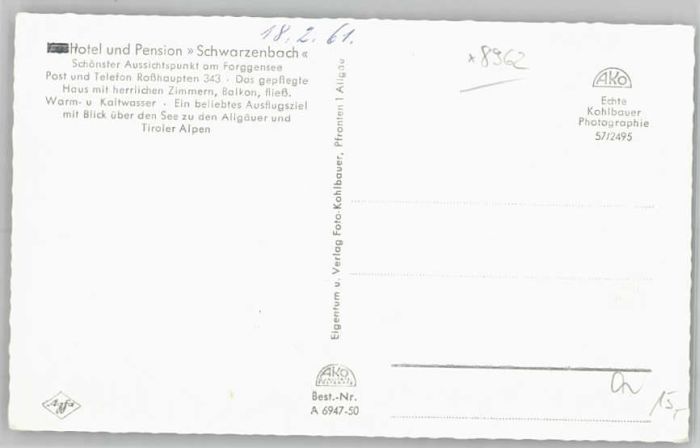 18. 2. 61.
Hotel und Pension » Schwarzenbach «
Schönster Aussichtspunkt am Forggensee
Post und Telefon Roßhaupten 343 · Das gepflegte
Haus mit herrlichen Zimmern, Balkon, fließ.
Warm- u Kaltwasser · Ein beliebtes Ausflugsziel
mit Blick über den See zu den Allgäuer und
Tiroler Alpen
Eigentum u. Verlag Foto-Kohlbauer, Pfronten i Allgäu
x8962
AKO
Echte
Kohlbauer
Photographie
57/2495
Agfa
AKO
Best.-Nr.
A 6947-50
15,-